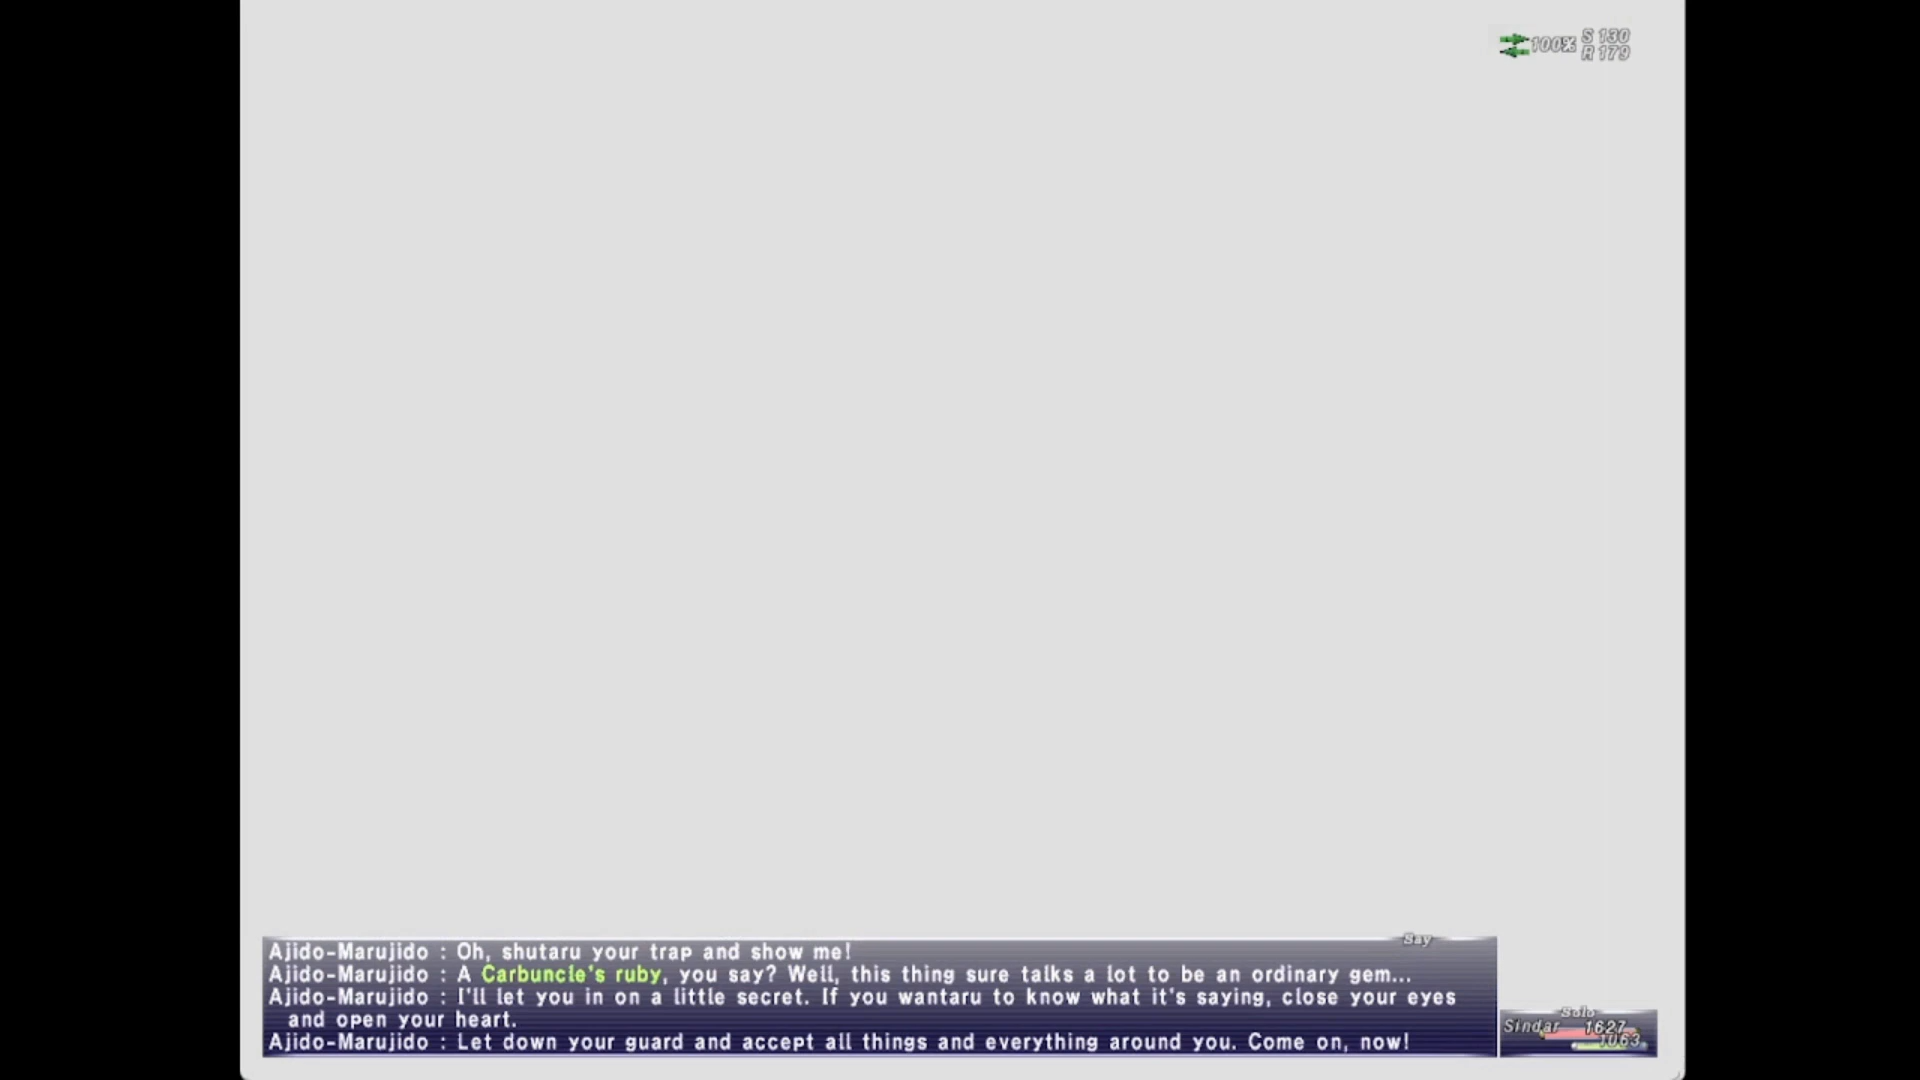 100% S 130
R 179
Say
Ajido-Marujido : Oh, shutaru your trap and show me!
Ajido-Marujido : A Carbuncle's ruby, you say? Well, this thing sure talks a lot to be an ordinary gem...
Ajido-Marujido : I'll let you in on a little secret. If you wantaru to know what it's saying, close your eyes
and open your heart.
Ajido-Marujido : Let down your guard and accept all things and everything around you. Come on, now!
Solo
Sindar 1627
1063